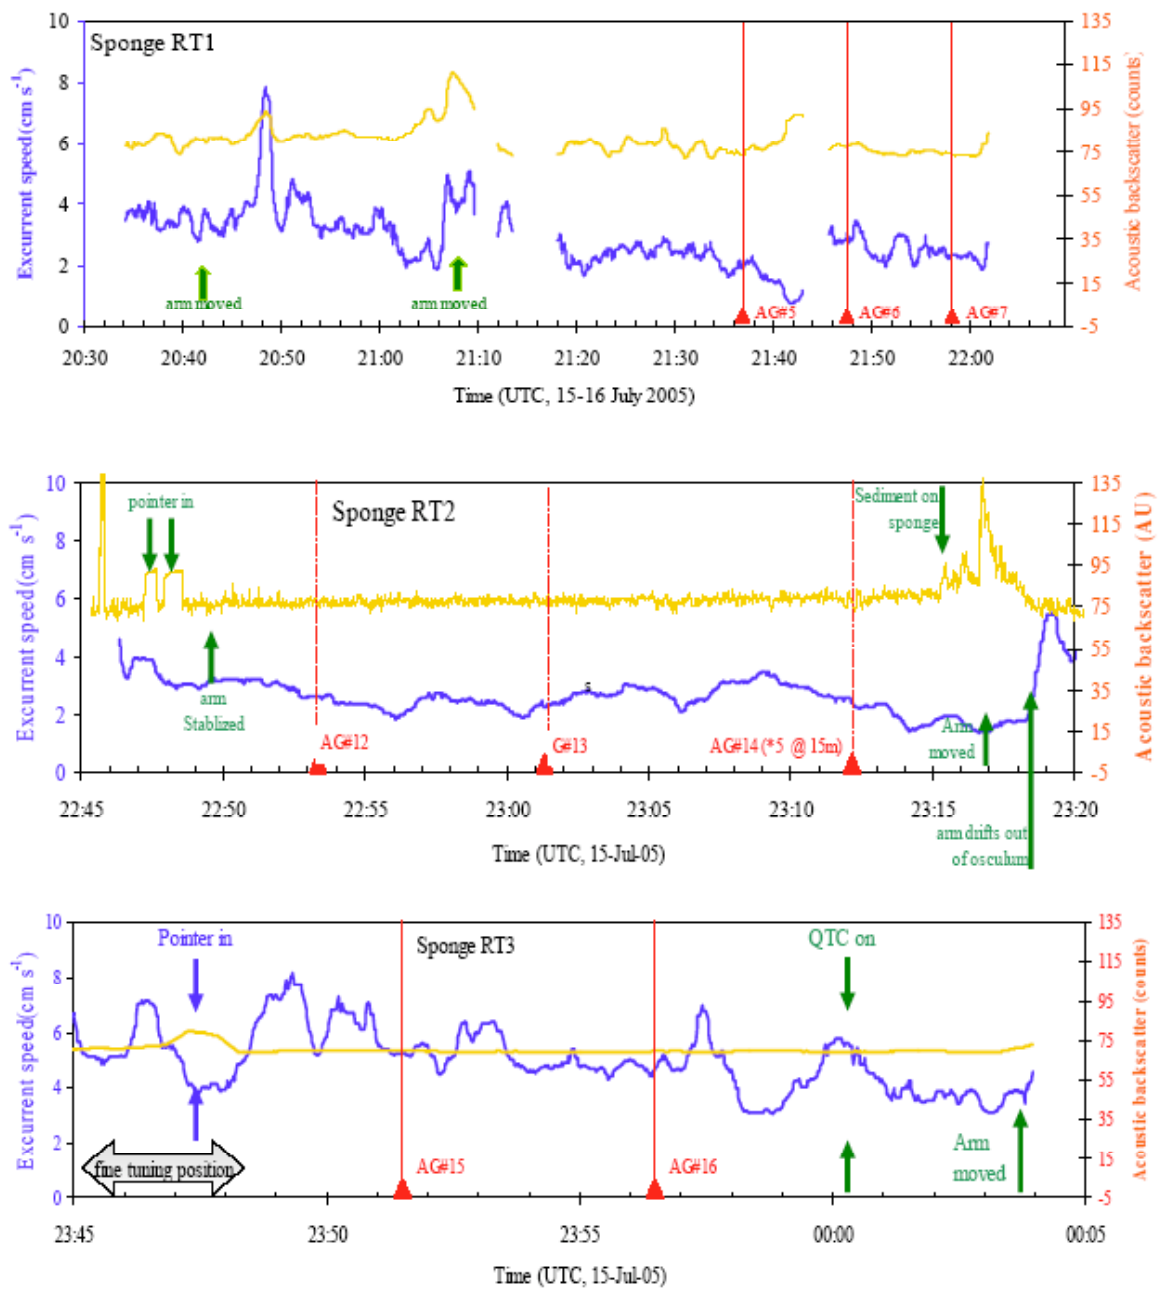 Sponge RT1
Excurrent speed(cm s-1)
10
8
6
4
2
0
135
115
95
75
55
35
15
-5
Acoustic backscatter (counts)
arm moved
arm moved
AG#5
AG#6
AG#7
20:30 20:40 20:50 21:00 21:10 21:20 21:30 21:40 21:50 22:00
Time (UTC, 15-16 July 2005)
Sponge RT2
Excurrent speed(cm s-1)
10
8
6
4
2
0
135
115
95
75
55
35
15
-5
Acoustic backscatter (AU)
pointer in
Sediment on
sponge
arm
Stablized
s
AG#12
G#13
AG#14 (*5 @ 15m)
Arm
moved
arm drifts out
of osculum
22:45 22:50 22:55 23:00 23:05 23:10 23:15 23:20
Time (UTC, 15-Jul-05)
Sponge RT3
Excurrent speed(cm s-1)
10
8
6
4
2
0
135
115
95
75
55
35
15
-5
Acoustic backscatter (counts)
Pointer in
QTC on
fine tuning position
AG#15
AG#16
Arm
moved
23:45 23:50 23:55 00:00 00:05
Time (UTC, 15-Jul-05)